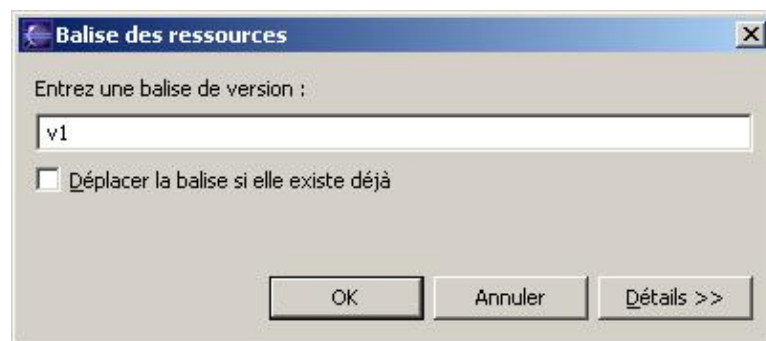 Balise des ressources
Entrez une balise de version :
v1
Déplacer la balise si elle existe déjà
OK Annuler Détails >>